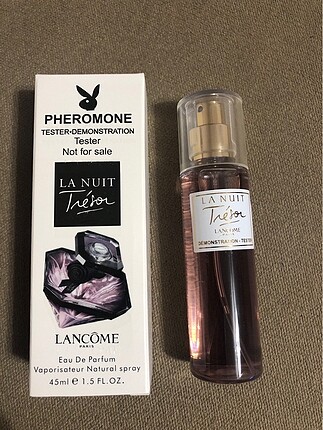 PHEROMONE
TESTER•DEMONSTRATION
Tester
Not for sale
LA NUIT
Trésor
LANCÔME
PARIS
Eau De Parfum
Vaporisateur Natural spray
45ml e 1.5 FL.OZ.
LA NUIT
Trésor
LANCÔME
PARIS
DEMONSTRATION - TESTER